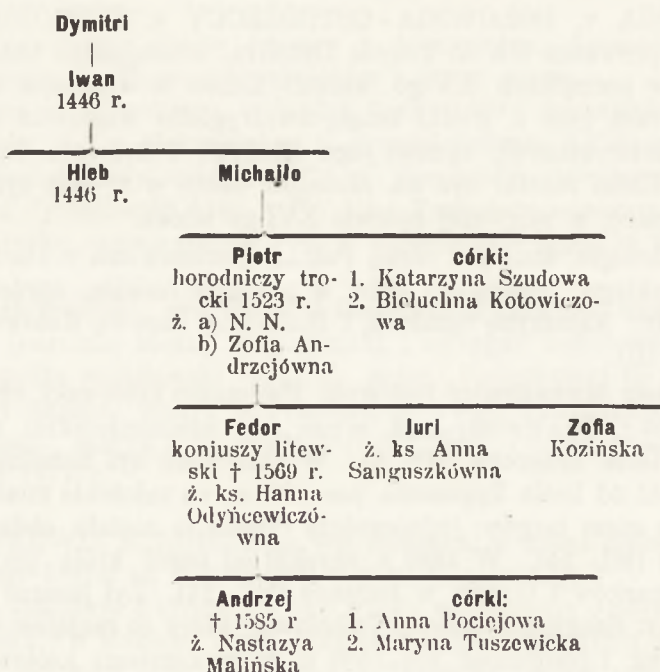 Dymitri
Iwan
1446 r.
Hleb
1446 r.
Michajło
Piotr
horodniczy tro-
cki 1523 r.
ż. a) N. N.
b) Zofia An-
drzejówna
córki:
1. Katarzyna Szudowa
2. Biełuchna Kotowiczo-
wa
Fedor
koniuszy litew-
ski † 1569 r.
ż. ks. Hanna
Odyńcewiczó-
wna
Juri
ż. ks Anna
Sanguszkówna
Zofia
Kozińska
Andrzej
† 1585 r
ż. Nastazya
Malińska
córki:
1. Anna Pociejowa
2. Maryna Tuszewicka